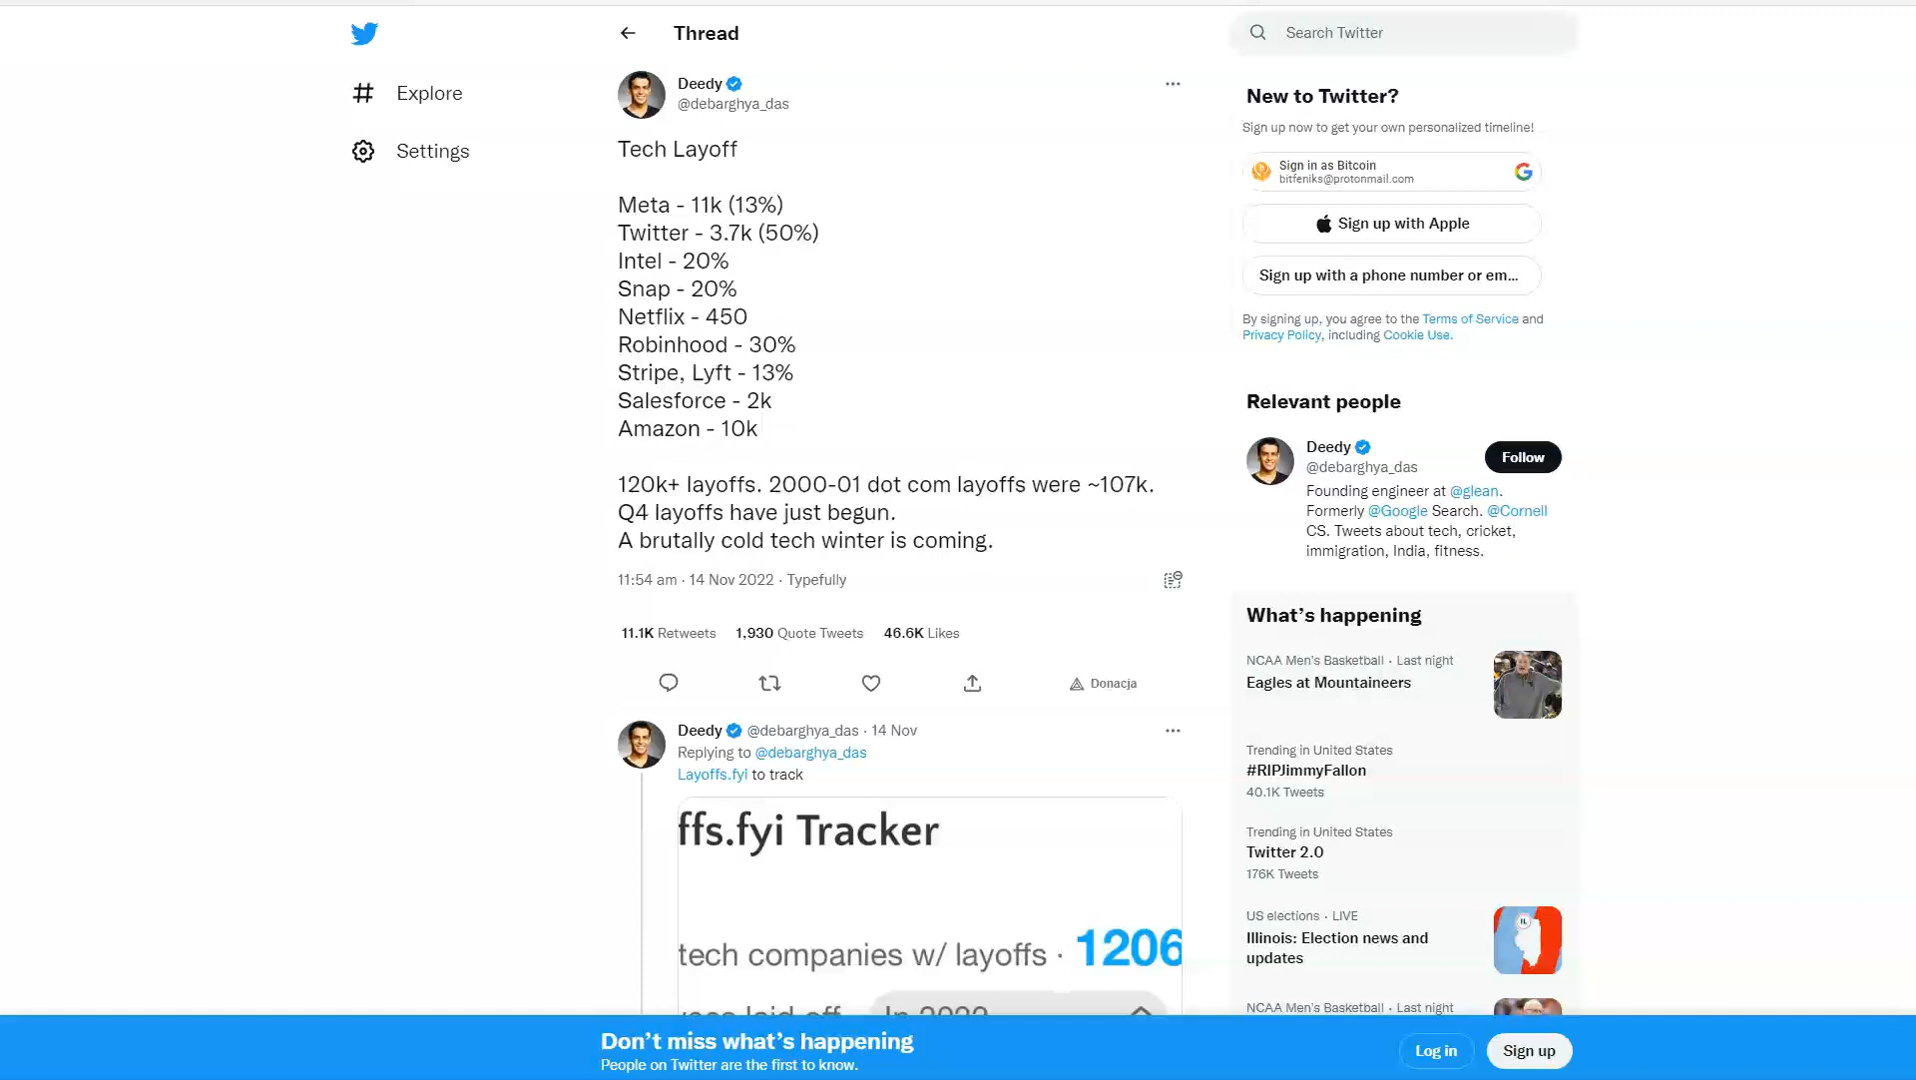 Explore
Settings
Thread
Deedy
@debarghya_das
Tech Layoff
Meta - 11k (13%)
Twitter - 3.7k (50%)
Intel - 20%
Snap - 20%
Netflix - 450
Robinhood - 30%
Stripe, Lyft - 13%
Salesforce - 2k
Amazon - 10k
120k+ layoffs. 2000-01 dot com layoffs were ~107k.
Q4 layoffs have just begun.
A brutally cold tech winter is coming.
11:54 am · 14 Nov 2022 · Typefully
11.1K Retweets 1,930 Quote Tweets 46.6K Likes
Donacja
Deedy @debarghya_das · 14 Nov
Replying to @debarghya_das
Layoffs.fyi to track
ffs.fyi Tracker
tech companies w/ layoffs · 1206
laid off In 2022
Search Twitter
New to Twitter?
Sign up now to get your own personalized timeline!
Sign in as Bitcoin
bitfeniks@protonmail.com
Sign up with Apple
Sign up with a phone number or em...
By signing up, you agree to the Terms of Service and
Privacy Policy, including Cookie Use.
Relevant people
Deedy
@debarghya_das
Follow
Founding engineer at @glean.
Formerly @Google Search. @Cornell
CS. Tweets about tech, cricket,
immigration, India, fitness.
What's happening
NCAA Men's Basketball · Last night
Eagles at Mountaineers
Trending in United States
#RIPJimmyFallon
40.1K Tweets
Trending in United States
Twitter 2.0
176K Tweets
US elections · LIVE
Illinois: Election news and
updates
NCAA Men's Basketball · Last night
Don't miss what's happening
People on Twitter are the first to know.
Log in
Sign up